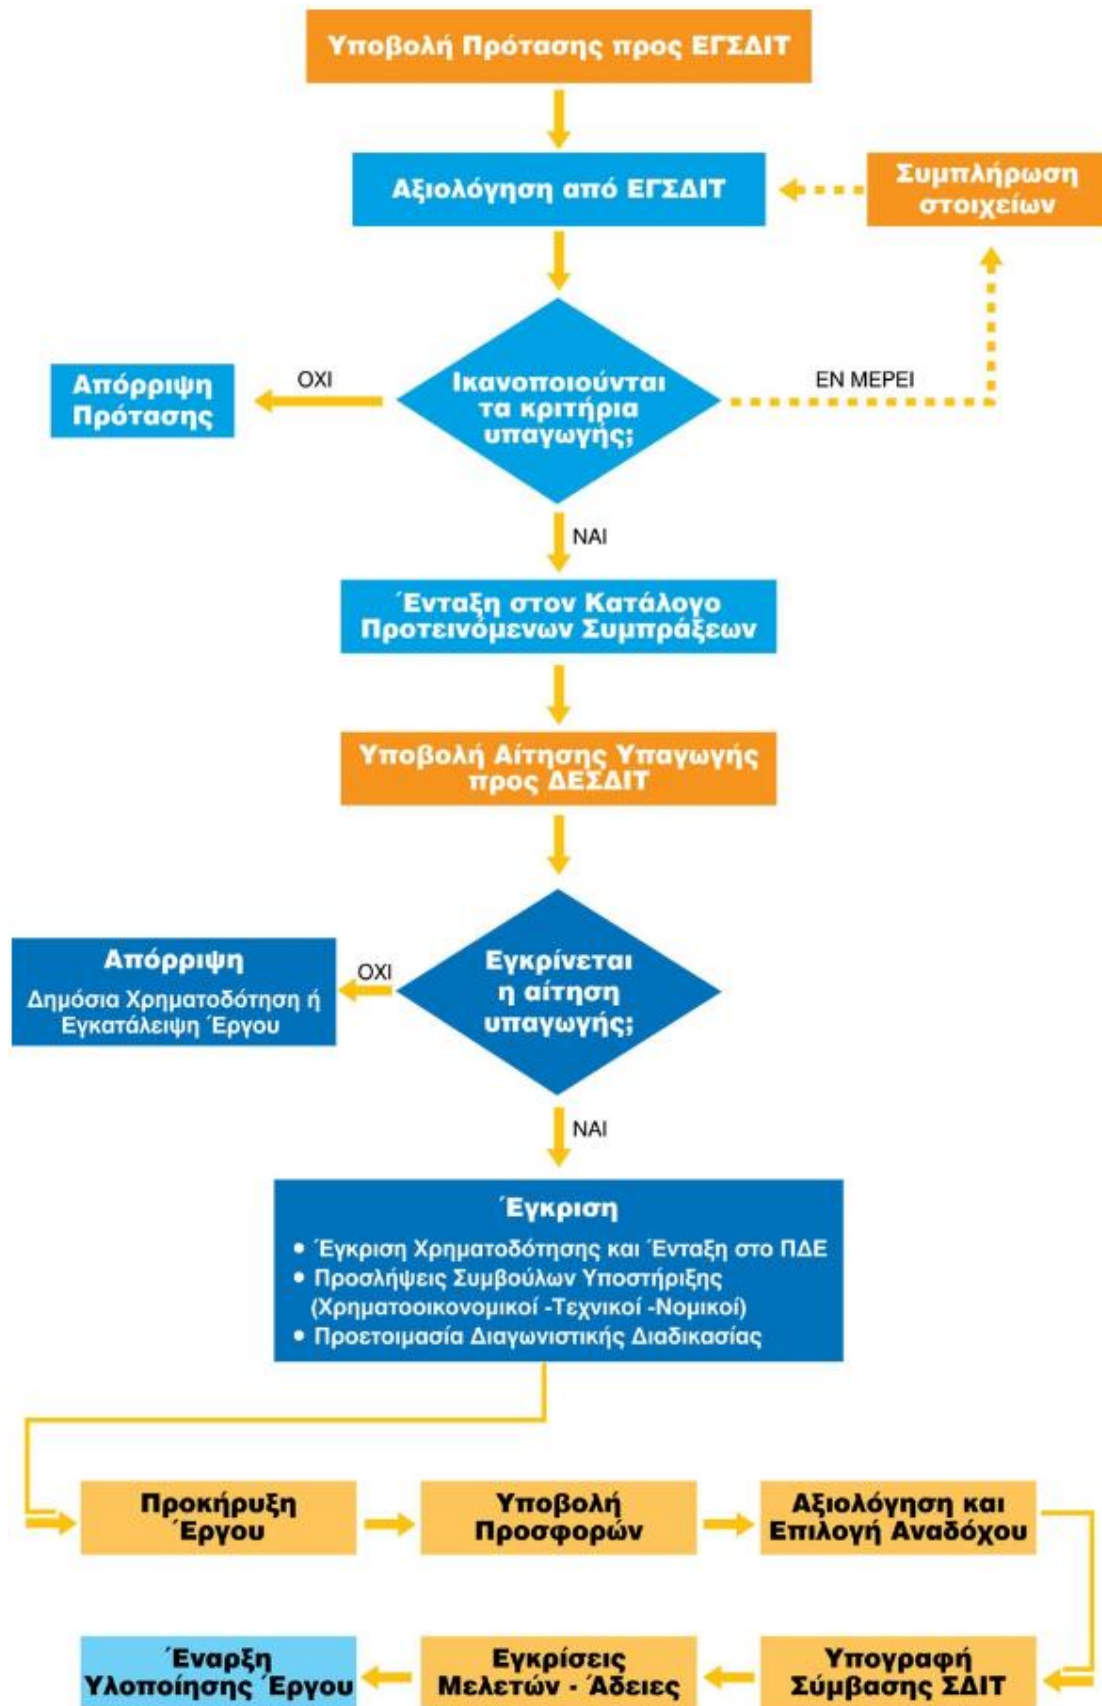 Υποβολή Πρότασης προς ΕΓΣΔΙΤ
Αξιολόγηση από ΕΓΣΔΙΤ
Συμπλήρωση
στοιχείων
Απόρριψη
Πρότασης
ΟΧΙ
Ικανοποιούνται
τα κριτήρια
υπαγωγής;
ΕΝ ΜΕΡΕΙ
ΝΑΙ
Ένταξη στον Κατάλογο
Προτεινόμενων Συμπράξεων
Υποβολή Αίτησης Υπαγωγής
προς ΔΕΣΔΙΤ
Απόρριψη
Δημόσια Χρηματοδότηση ή
Εγκατάλειψη Έργου
ΟΧΙ
Εγκρίνεται
η αίτηση
υπαγωγής;
ΝΑΙ
Έγκριση
• Έγκριση Χρηματοδότησης και Ένταξη στο ΠΔΕ
• Προσλήψεις Συμβούλων Υποστήριξης
(Χρηματοοικονομικοί -Τεχνικοί -Νομικοί)
• Προετοιμασία Διαγωνιστικής Διαδικασίας
Προκήρυξη
Έργου
Υποβολή
Προσφορών
Αξιολόγηση και
Επιλογή Αναδόχου
Υπογραφή
Σύμβασης ΣΔΙΤ
Εγκρίσεις
Μελετών - Άδειες
Έναρξη
Υλοποίησης Έργου